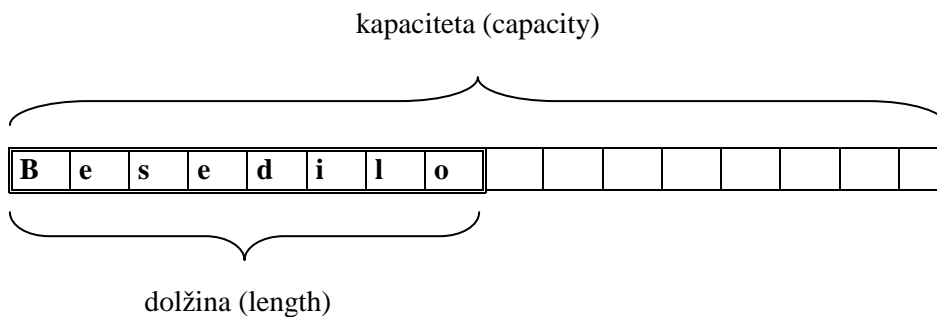 kapaciteta (capacity)
B e s e d i l o
dolžina (length)